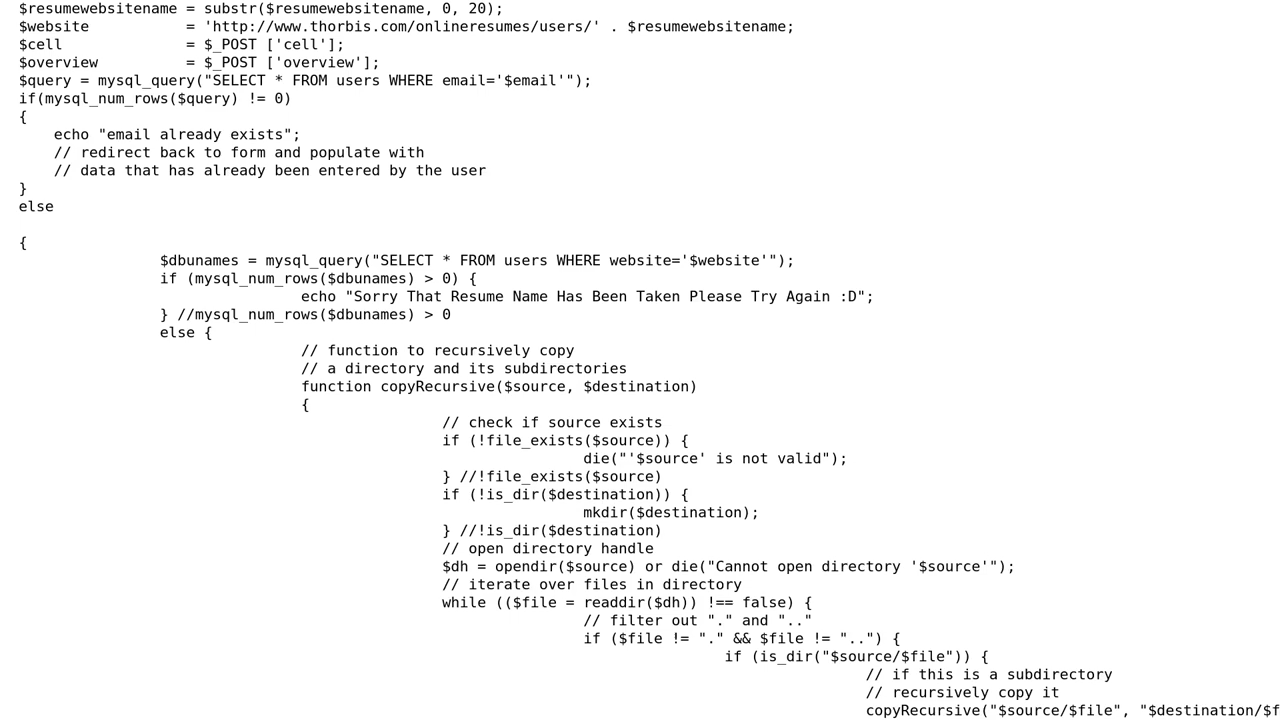 $resumewebsitename = substr($resumewebsitename, 0, 20);
$website           = 'http://www.thorbis.com/onlineresumes/users/' . $resumewebsitename;
$cell              = $_POST ['cell'];
$overview          = $_POST ['overview'];
$query = mysql_query("SELECT * FROM users WHERE email='$email'");
if(mysql_num_rows($query) != 0)
{
    echo "email already exists";
    // redirect back to form and populate with
    // data that has already been entered by the user
}
else

{
                $dbunames = mysql_query("SELECT * FROM users WHERE website='$website'");
                if (mysql_num_rows($dbunames) > 0) {
                                echo "Sorry That Resume Name Has Been Taken Please Try Again :D";
                } //mysql_num_rows($dbunames) > 0
                else {
                                // function to recursively copy
                                // a directory and its subdirectories
                                function copyRecursive($source, $destination)
                                {
                                                // check if source exists
                                                if (!file_exists($source)) {
                                                                die("'$source' is not valid");
                                                } //!file_exists($source)
                                                if (!is_dir($destination)) {
                                                                mkdir($destination);
                                                } //!is_dir($destination)
                                                // open directory handle
                                                $dh = opendir($source) or die("Cannot open directory '$source'");
                                                // iterate over files in directory
                                                while (($file = readdir($dh)) !== false) {
                                                                // filter out "." and ".."
                                                                if ($file != "." && $file != "..") {
                                                                                if (is_dir("$source/$file")) {
                                                                                                // if this is a subdirectory
                                                                                                // recursively copy it
                                                                                                copyRecursive("$source/$file", "$destination/$f